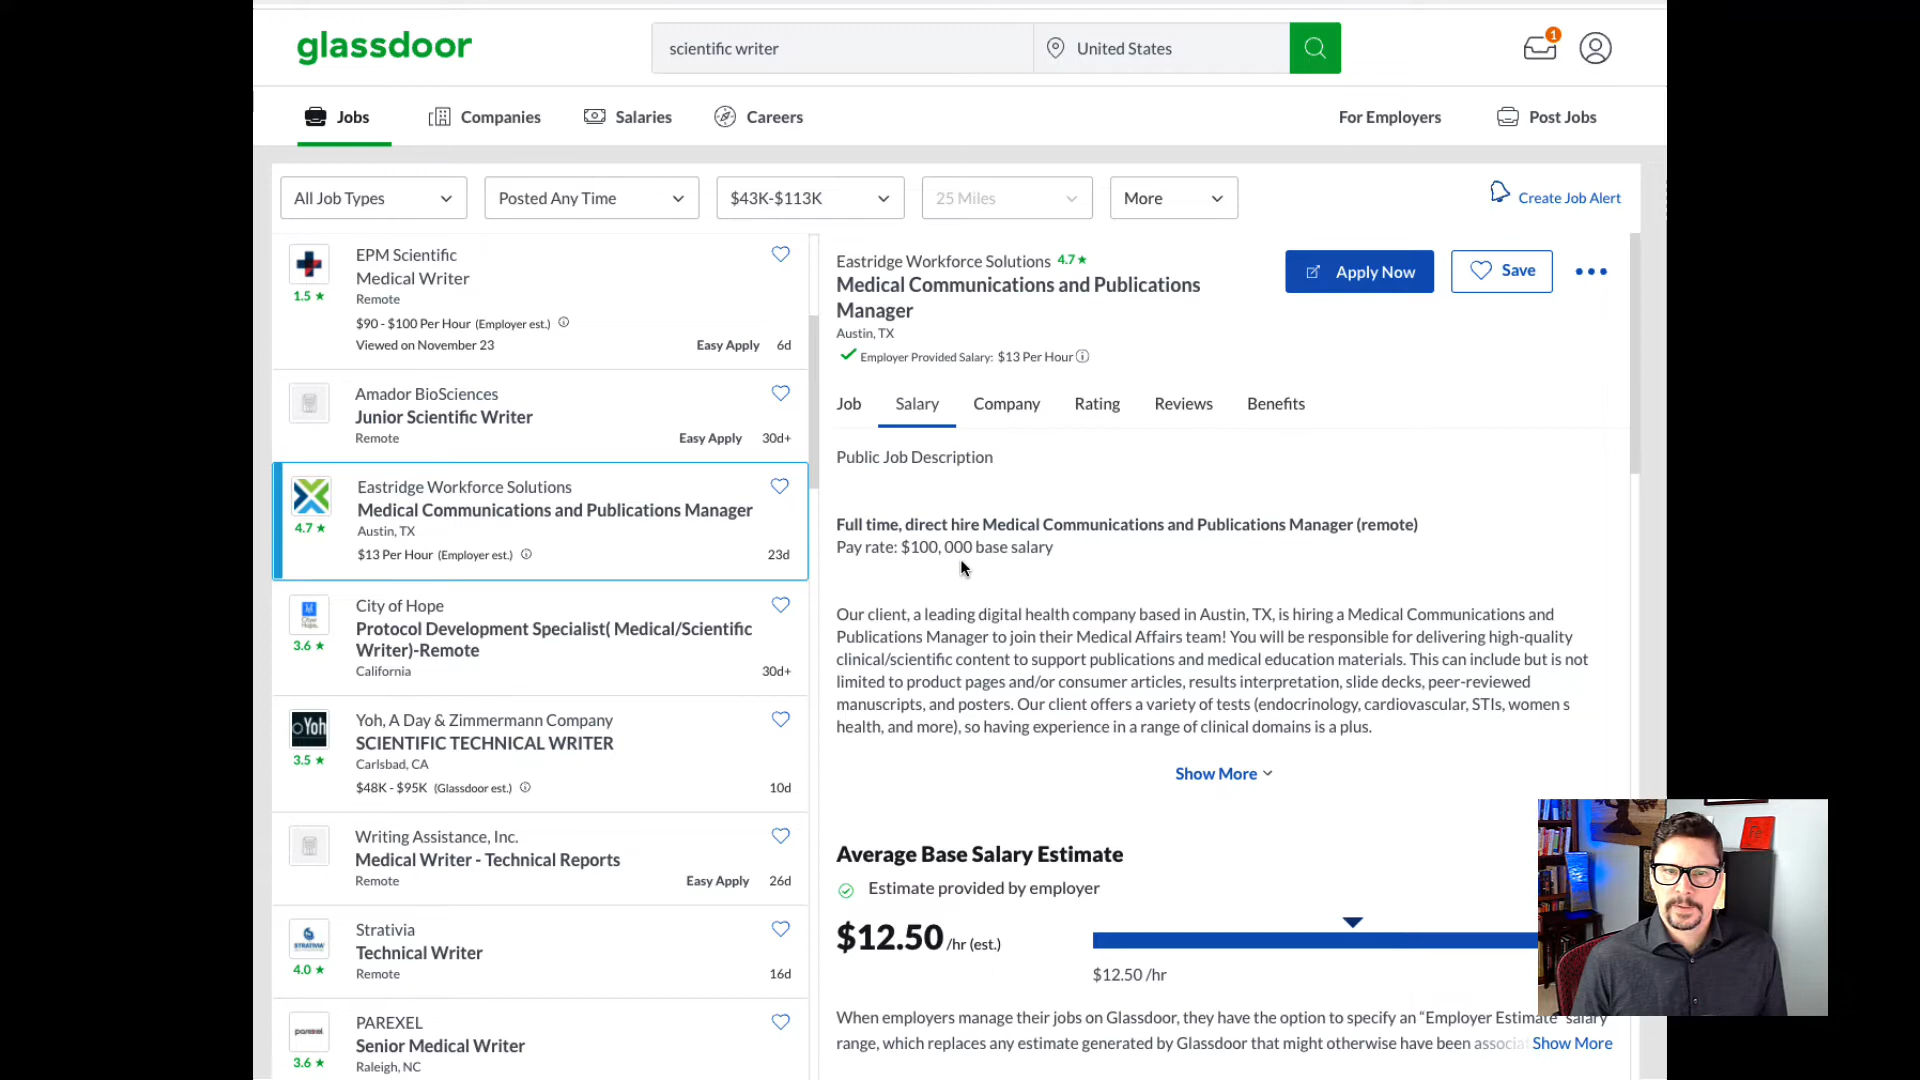 glassdoor
scientific writer
United States
1
Jobs
Companies
Salaries
Careers
For Employers
Post Jobs
All Job Types
Posted Any Time
$43K-$113K
25 Miles
More
Create Job Alert
EPM Scientific
Medical Writer
1.5 ★
Remote
$90 - $100 Per Hour (Employer est.)
Viewed on November 23
Easy Apply 6d
Amador BioSciences
Junior Scientific Writer
Remote
Easy Apply 30d+
Eastridge Workforce Solutions
Medical Communications and Publications Manager
4.7 ★
Austin, TX
$13 Per Hour (Employer est.)
23d
City of Hope
Protocol Development Specialist( Medical/Scientific
Writer)-Remote
3.6 ★
California
30d+
Yoh
Yoh, A Day & Zimmermann Company
SCIENTIFIC TECHNICAL WRITER
3.5 ★
Carlsbad, CA
$48K - $95K (Glassdoor est.)
10d
Writing Assistance, Inc.
Medical Writer - Technical Reports
Remote
Easy Apply 26d
STRATIVIA
Strativia
Technical Writer
4.0 ★
Remote
16d
parexel
PAREXEL
Senior Medical Writer
3.6 ★
Raleigh, NC
Eastridge Workforce Solutions 4.7 ★
Medical Communications and Publications
Manager
Austin, TX
Employer Provided Salary: $13 Per Hour
Apply Now
Save
Job
Salary
Company
Rating
Reviews
Benefits
Public Job Description
Full time, direct hire Medical Communications and Publications Manager (remote)
Pay rate: $100, 000 base salary
Our client, a leading digital health company based in Austin, TX, is hiring a Medical Communications and
Publications Manager to join their Medical Affairs team! You will be responsible for delivering high-quality
clinical/scientific content to support publications and medical education materials. This can include but is not
limited to product pages and/or consumer articles, results interpretation, slide decks, peer-reviewed
manuscripts, and posters. Our client offers a variety of tests (endocrinology, cardiovascular, STIs, women s
health, and more), so having experience in a range of clinical domains is a plus.
Show More
Average Base Salary Estimate
Estimate provided by employer
$12.50 /hr (est.)
$12.50 /hr
When employers manage their jobs on Glassdoor, they have the option to specify an “Employer Estimate” salary
range, which replaces any estimate generated by Glassdoor that might otherwise have been Show More